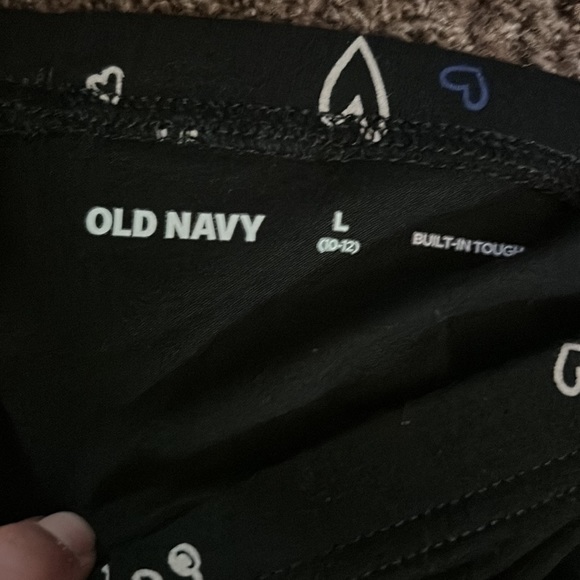 OLD NAVY
L
(10-12)
BUILT-IN TOUGH